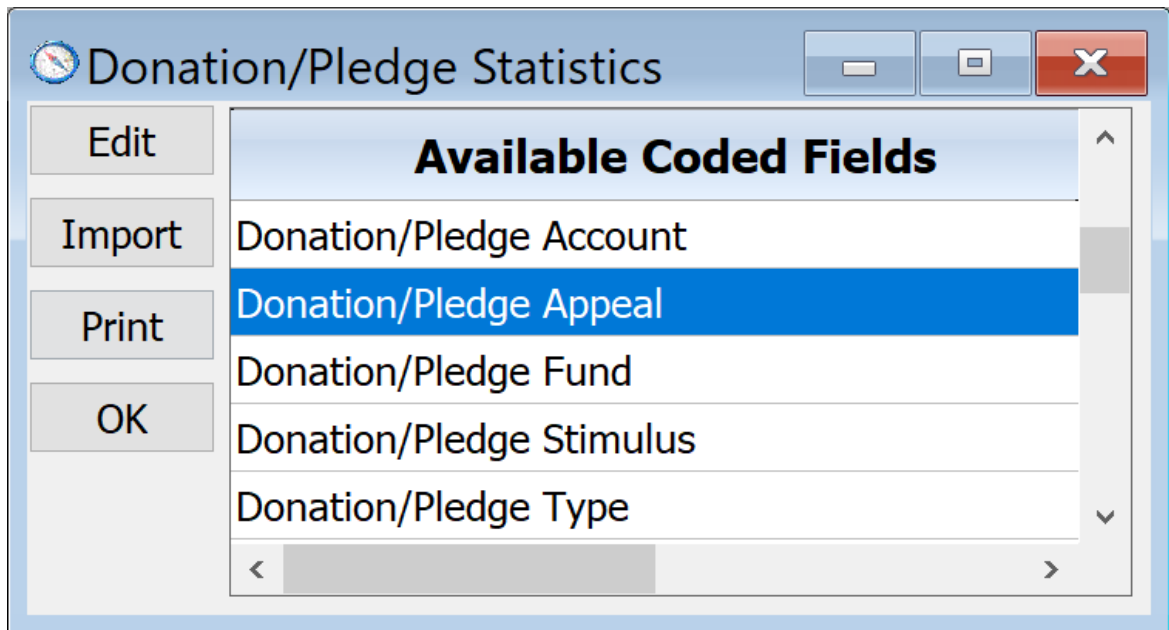 Donation/Pledge Statistics
Edit
Import
Print
OK
Available Coded Fields
Donation/Pledge Account
Donation/Pledge Appeal
Donation/Pledge Fund
Donation/Pledge Stimulus
Donation/Pledge Type